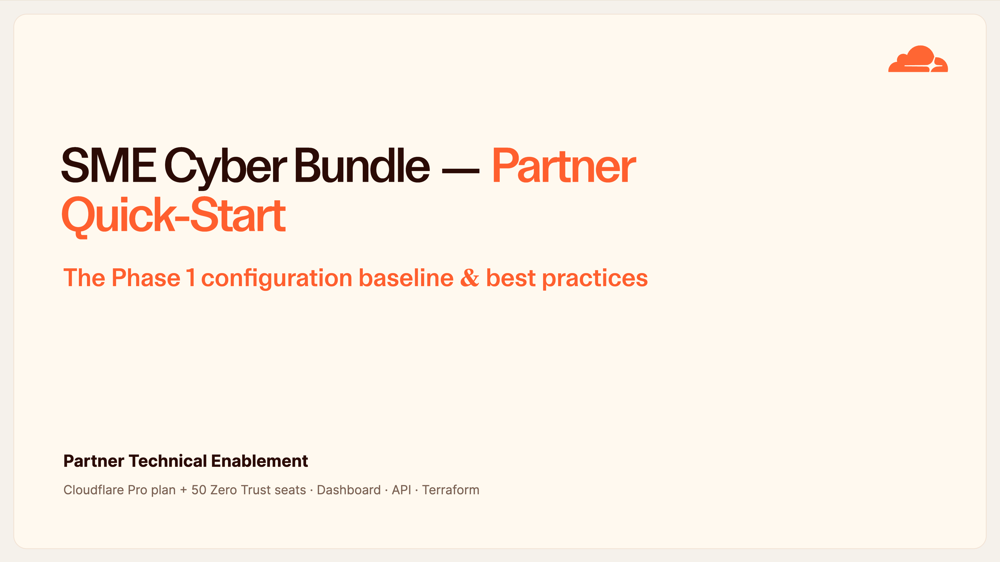 SME Cyber Bundle — Partner
Quick-Start
The Phase 1 configuration baseline & best practices
Partner Technical Enablement
Cloudflare Pro plan + 50 Zero Trust seats · Dashboard · API · Terraform